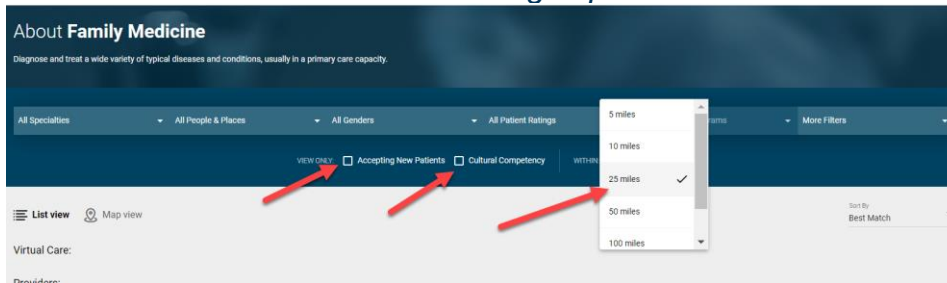 About Family Medicine
Diagnose and treat a wide variety of typical diseases and conditions, usually in a primary care capacity.
All Specialties All People & Places All Genders All Patient Ratings More Filters
5 miles
10 miles
VIEW ONLY: Accepting New Patients Cultural Competency WITHIN:
25 miles
50 miles
100 miles
List view Map view
Sort By
Best Match
Virtual Care:
Providers: